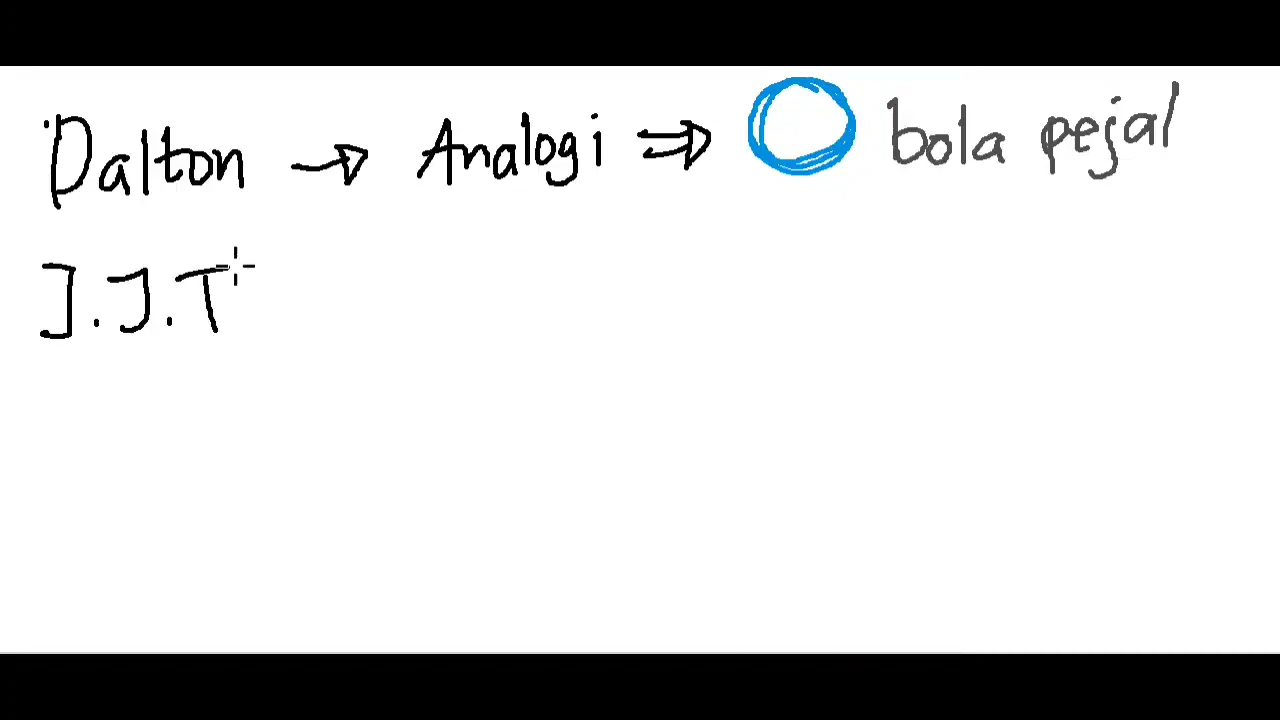 Dalton → Analogi ⇒ bola pejal
J.J.T